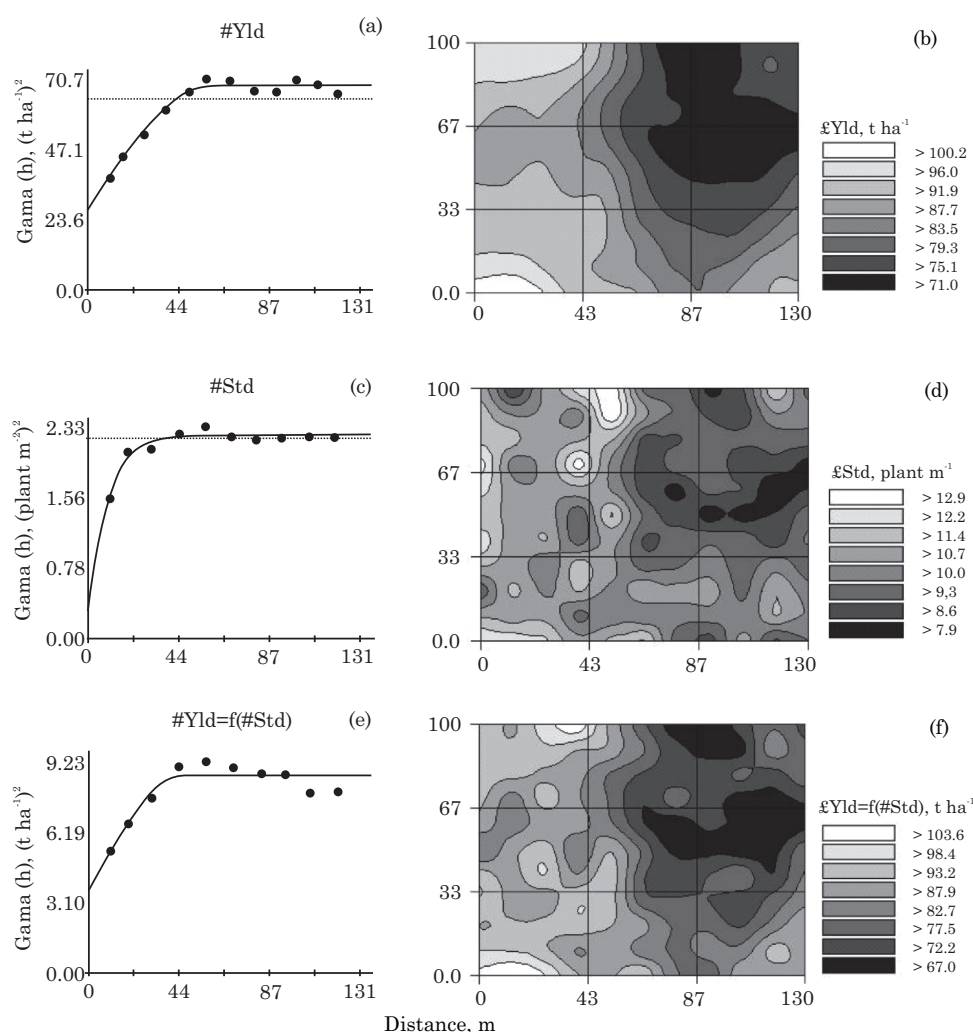 #Yld
(a)
Gama (h), (t ha⁻¹)²
70.7
47.1
23.6
0.0
0 44 87 131
(b)
100
67
33
0.0
0 43 87 130
£Yld, t ha⁻¹
> 100.2
> 96.0
> 91.9
> 87.7
> 83.5
> 79.3
> 75.1
> 71.0
#Std
(c)
Gama (h), (plant m⁻²)²
2.33
1.56
0.78
0.00
0 44 87 131
(d)
100
67
33
0.0
0 43 87 130
£Std, plant m⁻¹
> 12.9
> 12.2
> 11.4
> 10.7
> 10.0
> 9,3
> 8.6
> 7.9
#Yld=f(#Std)
(e)
Gama (h), (t ha⁻¹)²
9.23
6.19
3.10
0.00
0 44 87 131
(f)
100
67
33
0.0
0 43 87 130
£Yld=f(#Std), t ha⁻¹
> 103.6
> 98.4
> 93.2
> 87.9
> 82.7
> 77.5
> 72.2
> 67.0
Distance, m